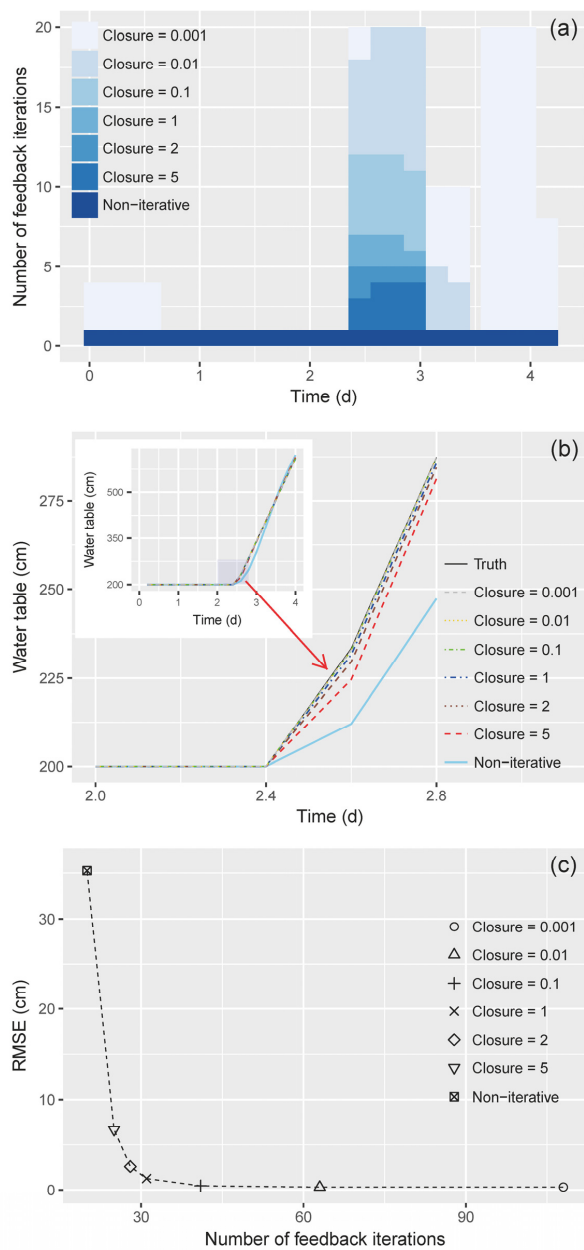 (a)
Number of feedback iterations
20
15
10
5
0
Closure = 0.001
Closure = 0.01
Closure = 0.1
Closure = 1
Closure = 2
Closure = 5
Non−iterative
0 1 2 3 4
Time (d)
(b)
Water table (cm)
275
250
225
200
Water table (cm)
500
350
200
0 1 2 3 4
Time (d)
Truth
Closure = 0.001
Closure = 0.01
Closure = 0.1
Closure = 1
Closure = 2
Closure = 5
Non−iterative
2.0 2.4 2.8
Time (d)
(c)
RMSE (cm)
30
20
10
0
Closure = 0.001
Closure = 0.01
Closure = 0.1
Closure = 1
Closure = 2
Closure = 5
Non−iterative
30 60 90
Number of feedback iterations